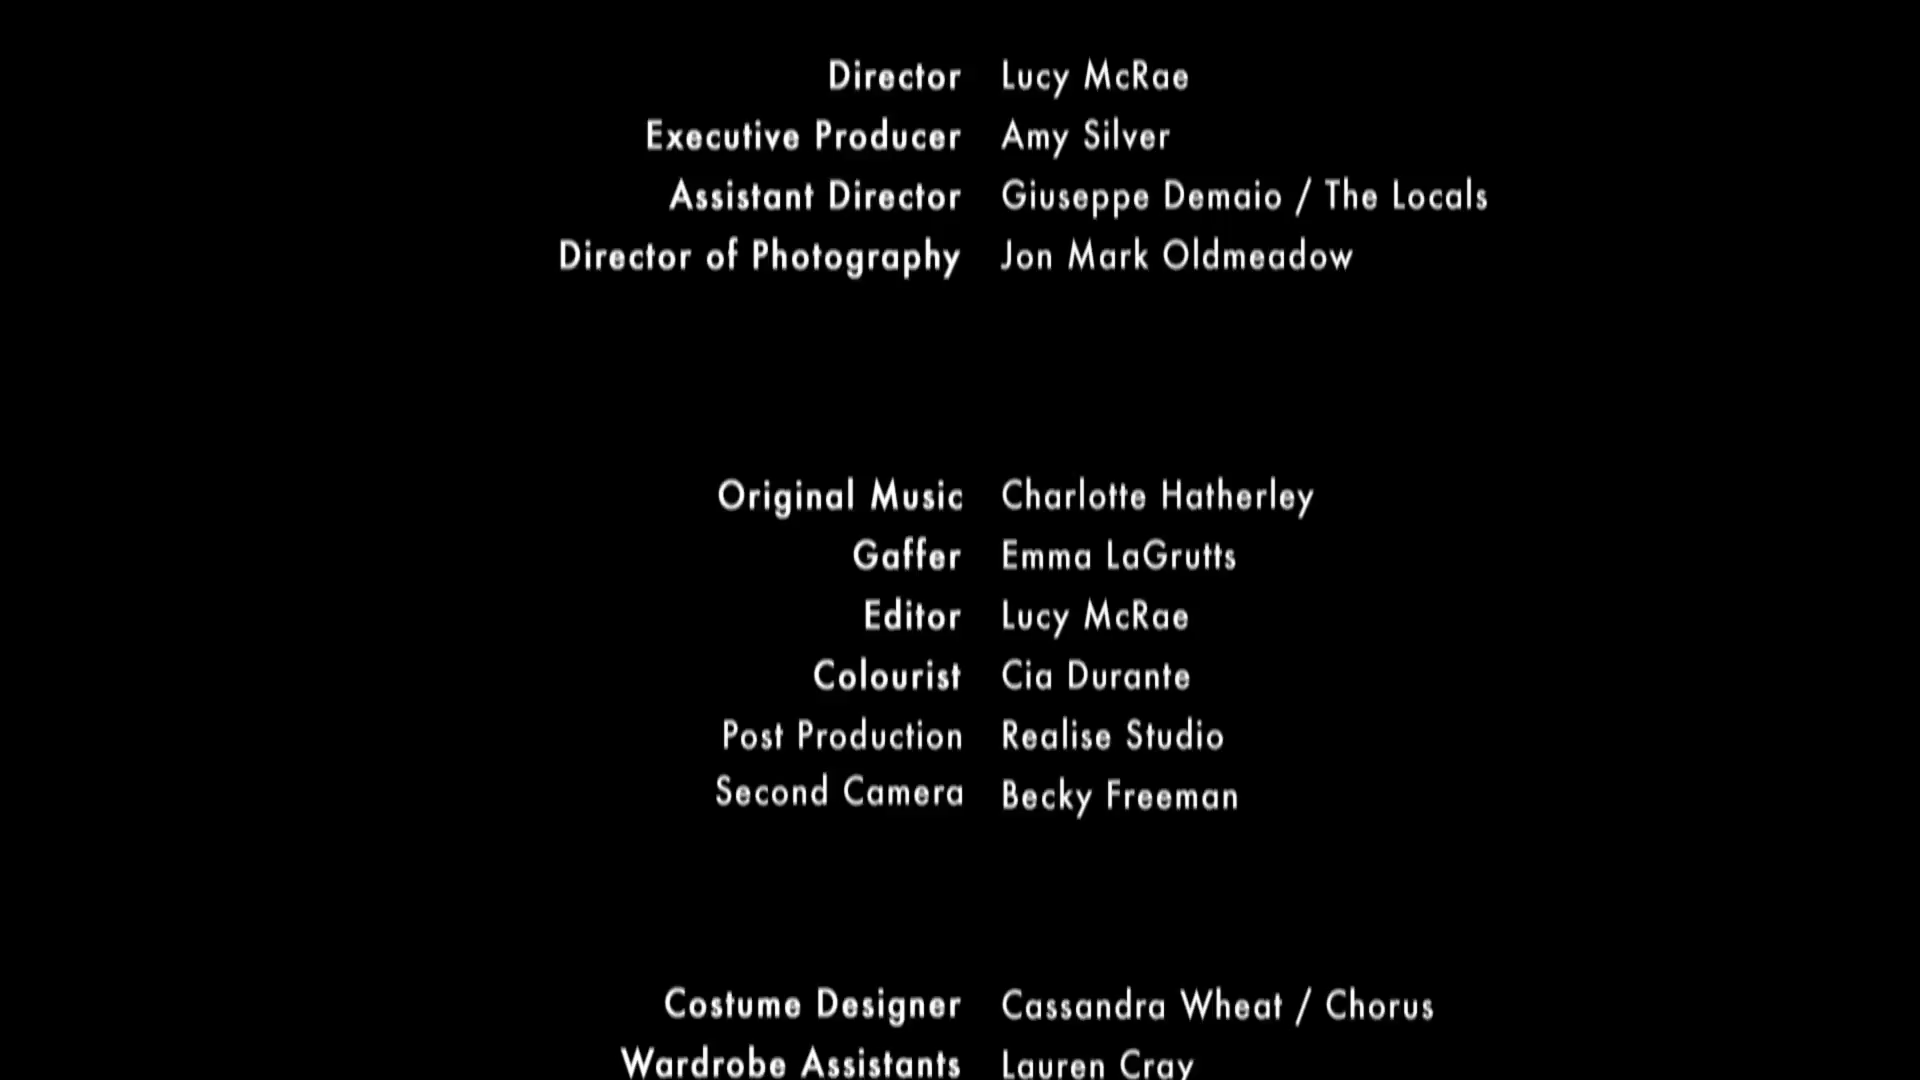 Director Lucy McRae
Executive Producer Amy Silver
Assistant Director Giuseppe Demaio / The Locals
Director of Photography Jon Mark Oldmeadow
Original Music Charlotte Hatherley
Gaffer Emma LaGrutts
Editor Lucy McRae
Colourist Cia Durante
Post Production Realise Studio
Second Camera Becky Freeman
Costume Designer Cassandra Wheat / Chorus
Wardrobe Assistants Lauren Cray